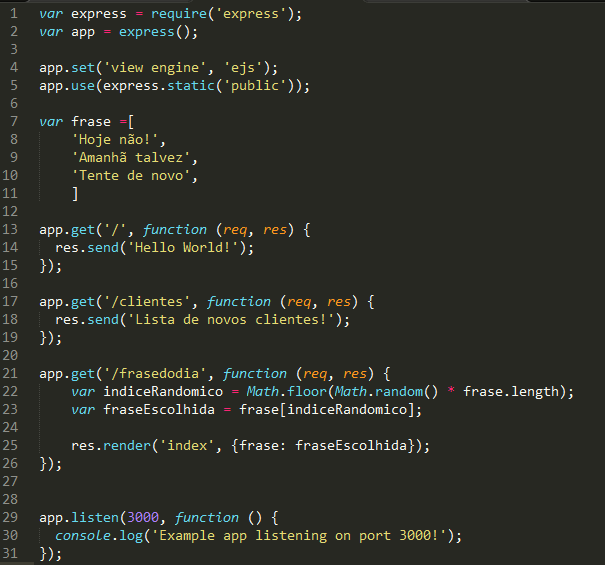 1 var express = require('express');
2 var app = express();
3
4 app.set('view engine', 'ejs');
5 app.use(express.static('public'));
6
7 var frase =[
8     'Hoje não!',
9     'Amanhã talvez',
10     'Tente de novo',
11     ]
12
13 app.get('/', function (req, res) {
14   res.send('Hello World!');
15 });
16
17 app.get('/clientes', function (req, res) {
18   res.send('Lista de novos clientes!');
19 });
20
21 app.get('/frasedodia', function (req, res) {
22     var indiceRandomico = Math.floor(Math.random() * frase.length);
23     var fraseEscolhida = frase[indiceRandomico];
24
25     res.render('index', {frase: fraseEscolhida});
26 });
27
28
29 app.listen(3000, function () {
30   console.log('Example app listening on port 3000!');
31 });